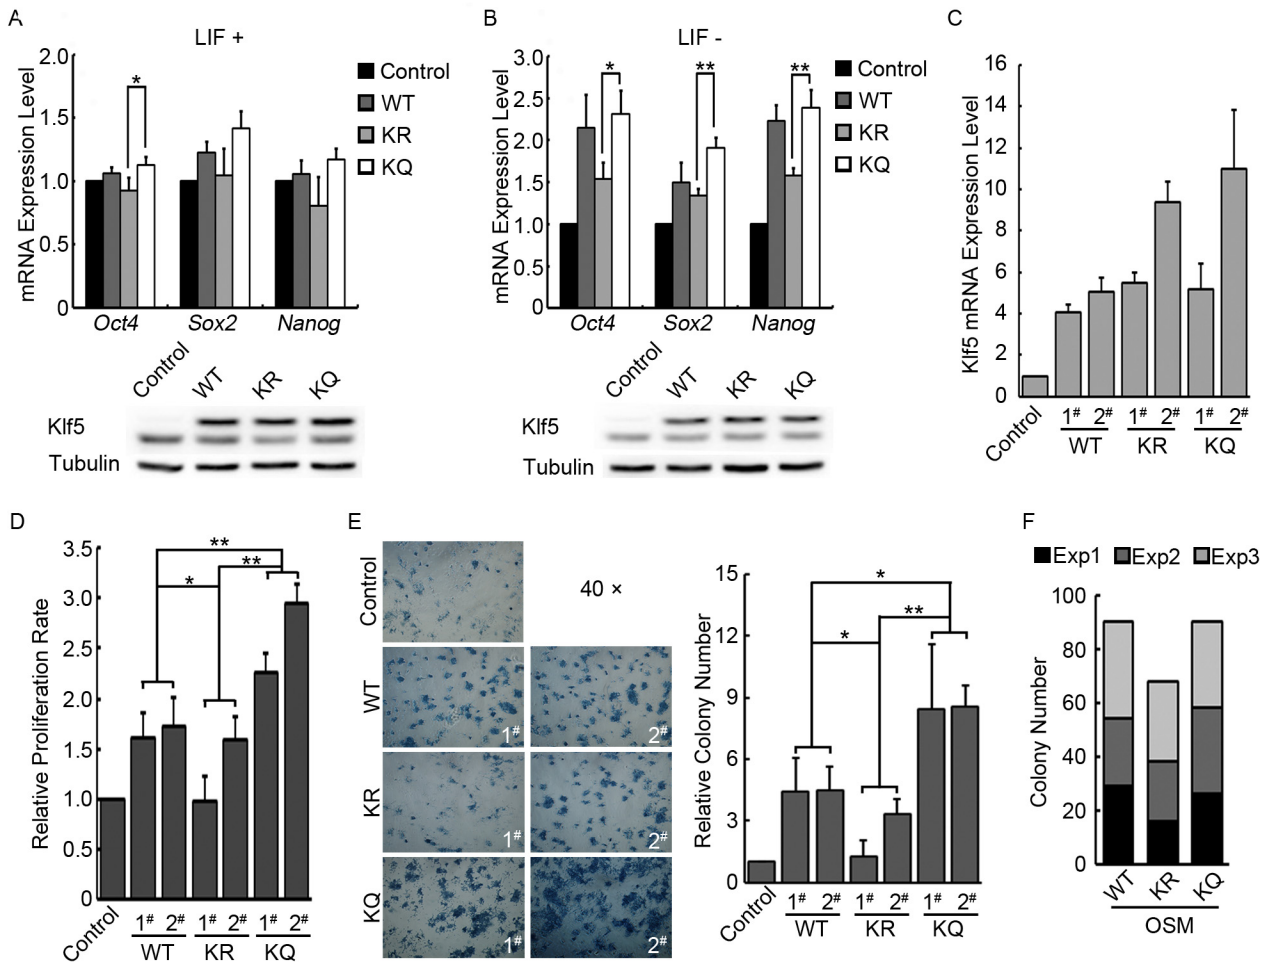 A
LIF +
mRNA Expression Level
2.0
1.5
1.0
0.5
0
*
Control
WT
KR
KQ
Oct4 Sox2 Nanog
Control WT KR KQ
Klf5
Tubulin
B
LIF -
mRNA Expression Level
3.0
2.5
2.0
1.5
1.0
1.5
0
* ** **
Control
WT
KR
KQ
Oct4 Sox2 Nanog
Control WT KR KQ
Klf5
Tubulin
C
Klf5 mRNA Expression Level
16
14
12
10
8
6
4
2
0
Control
1# 2# 1# 2# 1# 2#
WT KR KQ
D
Relative Proliferation Rate
3.5
3.0
2.5
2.0
1.5
1.0
0.5
0
**
**
*
Control
1# 2# 1# 2# 1# 2#
WT KR KQ
E
Control
40 ×
WT
1# 2#
KR
1# 2#
KQ
1# 2#
Relative Colony Number
15
12
9
6
3
0
*
**
*
Control
1# 2# 1# 2# 1# 2#
WT KR KQ
F
Exp1 Exp2 Exp3
Colony Number
100
80
60
40
20
0
WT KR KQ
OSM